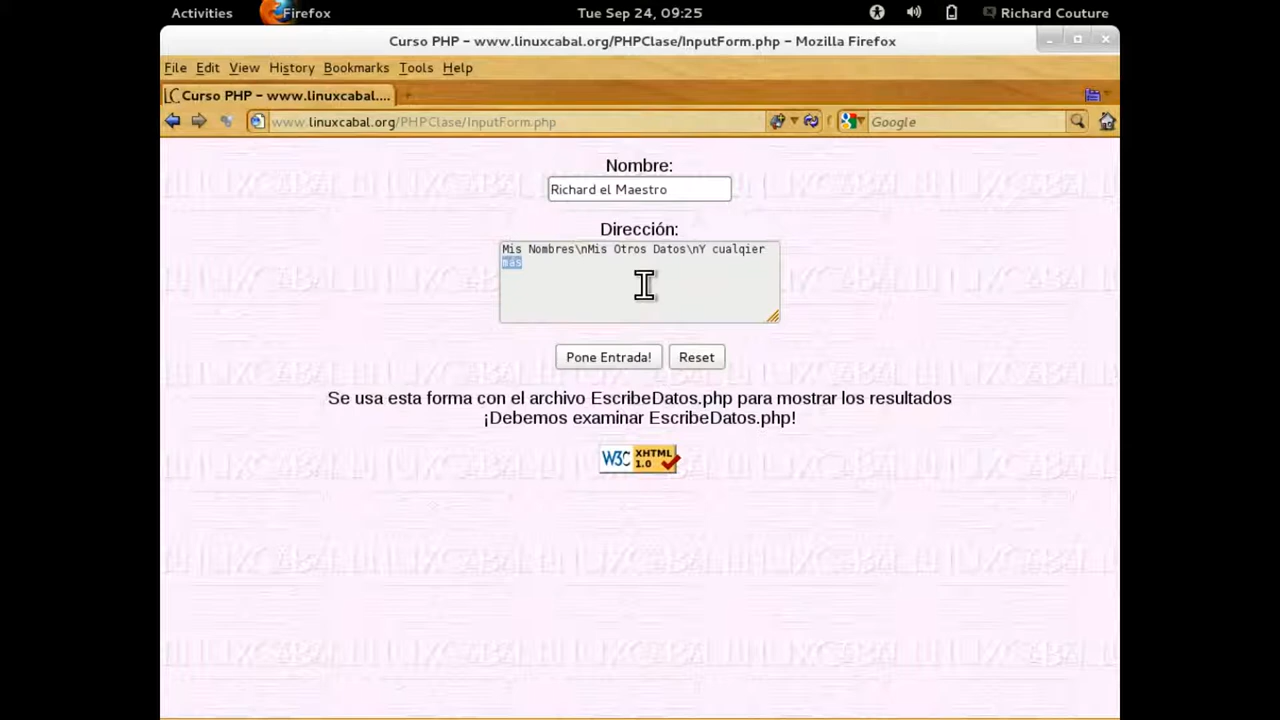 Activities Firefox Tue Sep 24, 09:25 Richard Couture
Curso PHP - www.linuxcabal.org/PHPClase/InputForm.php - Mozilla Firefox
File Edit View History Bookmarks Tools Help
Curso PHP - www.linuxcabal....
www.linuxcabal.org/PHPClase/InputForm.php Google
Nombre:
Richard el Maestro
Dirección:
Mis Nombres\nMis Otros Datos\nY cualqier
más
Pone Entrada! Reset
Se usa esta forma con el archivo EscribeDatos.php para mostrar los resultados
¡Debemos examinar EscribeDatos.php!
W3C XHTML
1.0